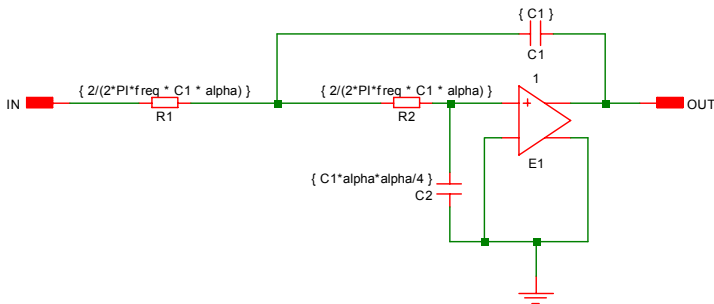 { C1 }
C1
{ 2/(2*PI*freq * C1 * alpha) }
{ 2/(2*PI*freq * C1 * alpha) }
1
IN
R1
R2
+
OUT
E1
{ C1*alpha*alpha/4 }
C2